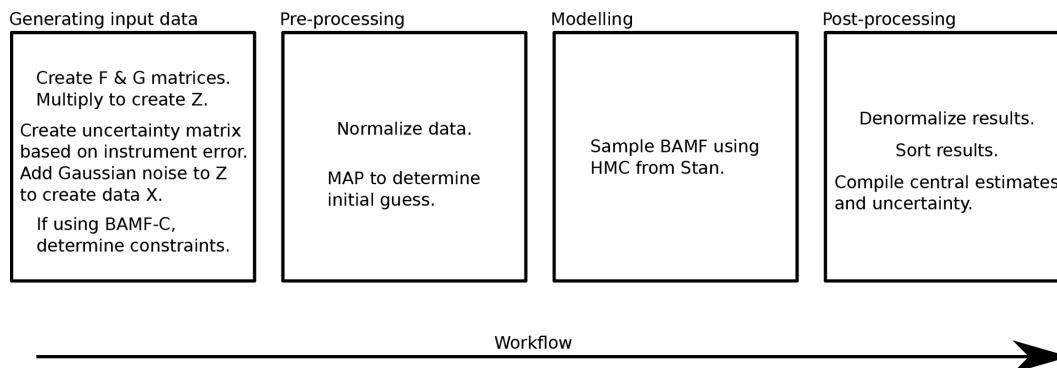 Generating input data
Create F & G matrices.
Multiply to create Z.
Create uncertainty matrix
based on instrument error.
Add Gaussian noise to Z
to create data X.
If using BAMF-C,
determine constraints.
Pre-processing
Normalize data.
MAP to determine
initial guess.
Modelling
Sample BAMF using
HMC from Stan.
Post-processing
Denormalize results.
Sort results.
Compile central estimates
and uncertainty.
Workflow